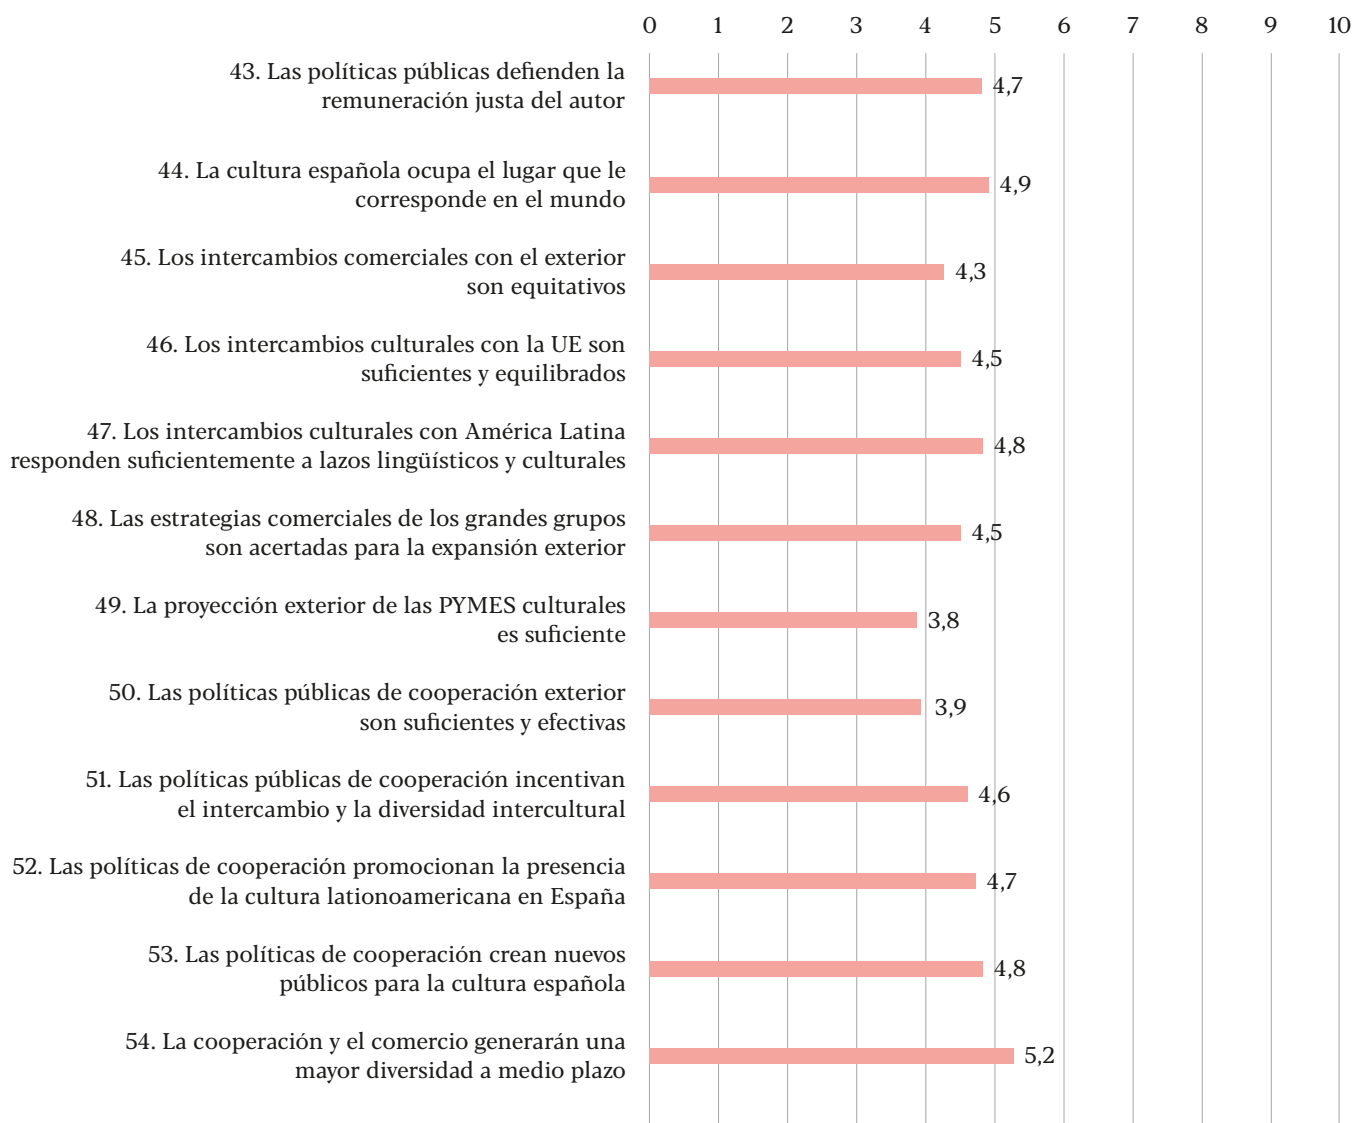 0 1 2 3 4 5 6 7 8 9 10
43. Las políticas públicas defienden la
remuneración justa del autor
4,7
44. La cultura española ocupa el lugar que le
corresponde en el mundo
4,9
45. Los intercambios comerciales con el exterior
son equitativos
4,3
46. Los intercambios culturales con la UE son
suficientes y equilibrados
4,5
47. Los intercambios culturales con América Latina
responden suficientemente a lazos lingüísticos y culturales
4,8
48. Las estrategias comerciales de los grandes grupos
son acertadas para la expansión exterior
4,5
49. La proyección exterior de las PYMES culturales
es suficiente
3,8
50. Las políticas públicas de cooperación exterior
son suficientes y efectivas
3,9
51. Las políticas públicas de cooperación incentivan
el intercambio y la diversidad intercultural
4,6
52. Las políticas de cooperación promocionan la presencia
de la cultura lationoamericana en España
4,7
53. Las políticas de cooperación crean nuevos
públicos para la cultura española
4,8
54. La cooperación y el comercio generarán una
mayor diversidad a medio plazo
5,2